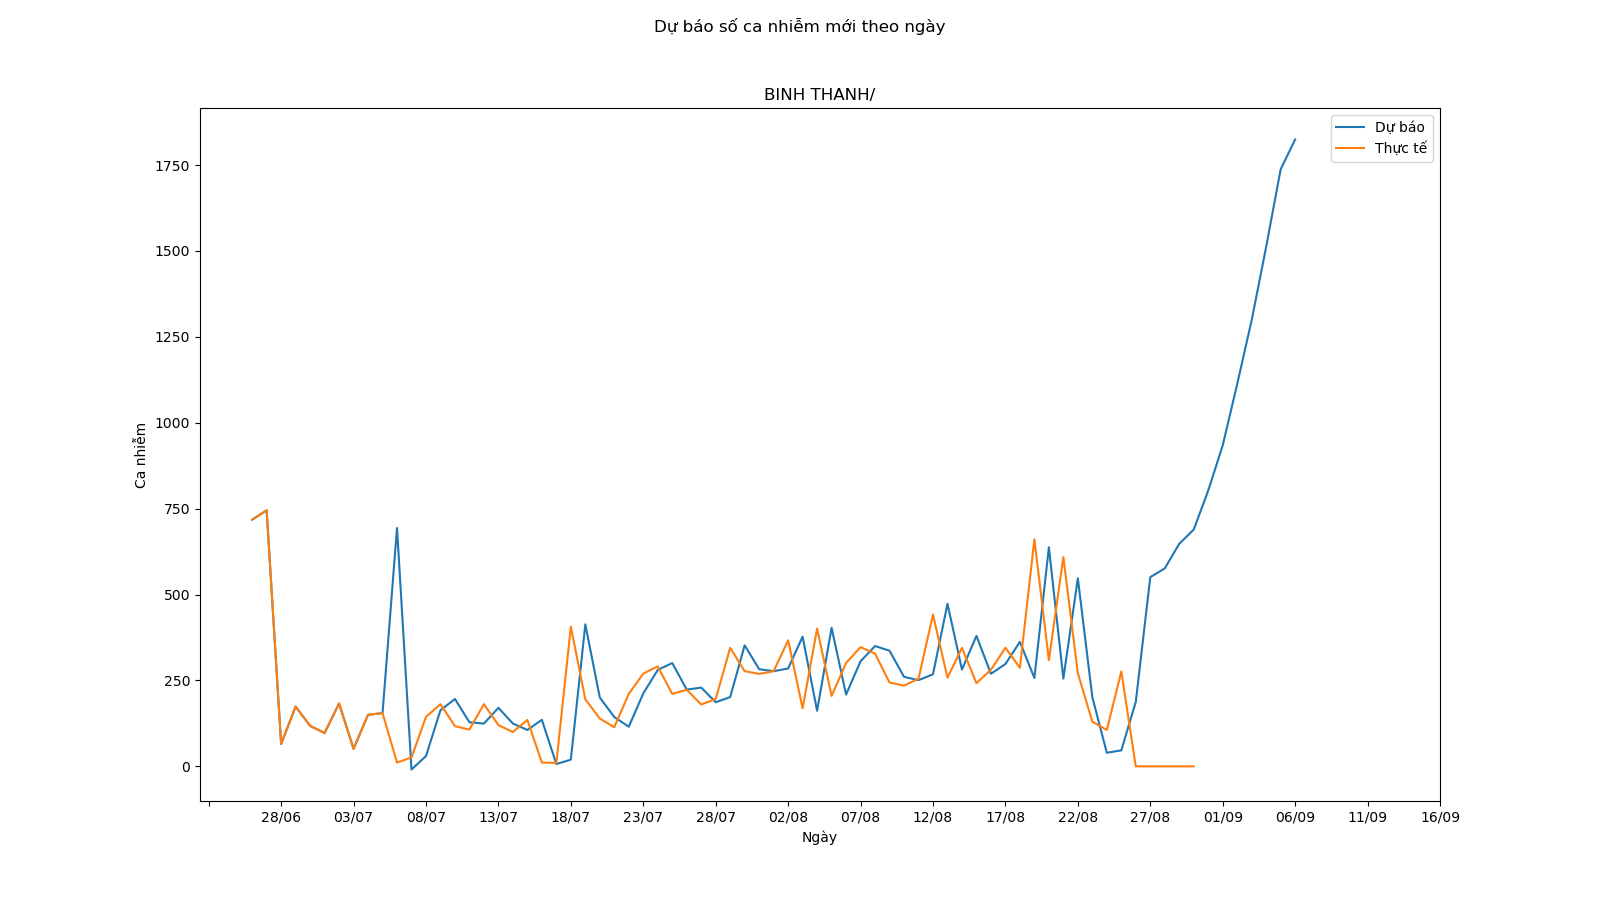 Dự báo số ca nhiễm mới theo ngày
BINH THANH/
Dự báo
Thực tế
1750
1500
1250
1000
750
500
250
0
Ca nhiễm
28/06 03/07 08/07 13/07 18/07 23/07 28/07 02/08 07/08 12/08 17/08 22/08 27/08 01/09 06/09 11/09 16/09
Ngày